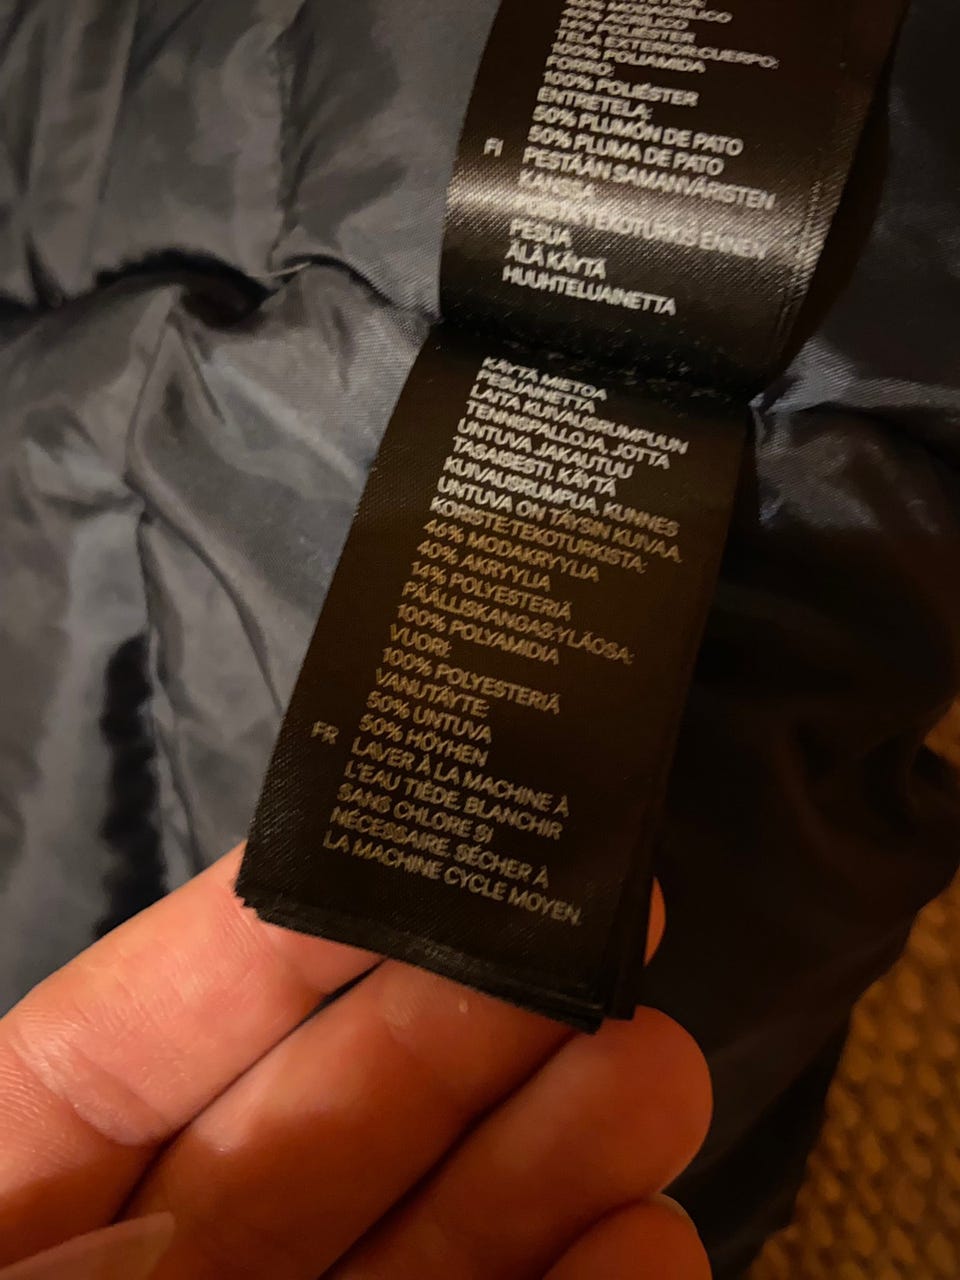 % MODACRÍLICO
% ACRÍLICO
% POLIÉSTER
TELA EXTERIOR:CUERPO:
100% POLIAMIDA
FORRO:
100% POLIÉSTER
ENTRETELA:
50% PLUMÓN DE PATO
50% PLUMA DE PATO
FI PESTÄÄN SAMANVÄRISTEN
KANSSA
POISTA TEKOTURKIS ENNEN
PESUA
ÄLÄ KÄYTÄ
HUUHTELUAINETTA
KÄYTÄ MIETOA
PESUAINETTA
LAITA KUIVAUSRUMPUUN
TENNISPALLOJA, JOTTA
UNTUVA JAKAUTUU
TASAISESTI, KÄYTÄ
KUIVAUSRUMPUA, KUNNES
UNTUVA ON TÄYSIN KUIVAA.
KORISTE:TEKOTURKISTA:
46% MODAKRYYLIA
40% AKRYYLIA
14% POLYESTERIÄ
PÄÄLLISKANGAS:YLÄOSA:
100% POLYAMIDIA
VUORI:
100% POLYESTERIÄ
VANUTÄYTE:
50% UNTUVA
50% HÖYHEN
FR LAVER À LA MACHINE À
L'EAU TIÈDE, BLANCHIR
SANS CHLORE SI
NÉCESSAIRE, SÉCHER À
LA MACHINE CYCLE MOYEN,